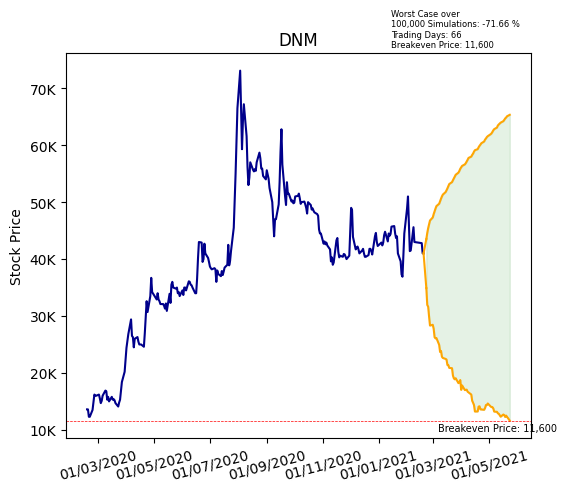 Worst Case over
100,000 Simulations: -71.66 %
Trading Days: 66
Breakeven Price: 11,600
DNM
Stock Price
70K
60K
50K
40K
30K
20K
10K
Breakeven Price: 11,600
01/03/2020
01/05/2020
01/07/2020
01/09/2020
01/11/2020
01/01/2021
01/03/2021
01/05/2021